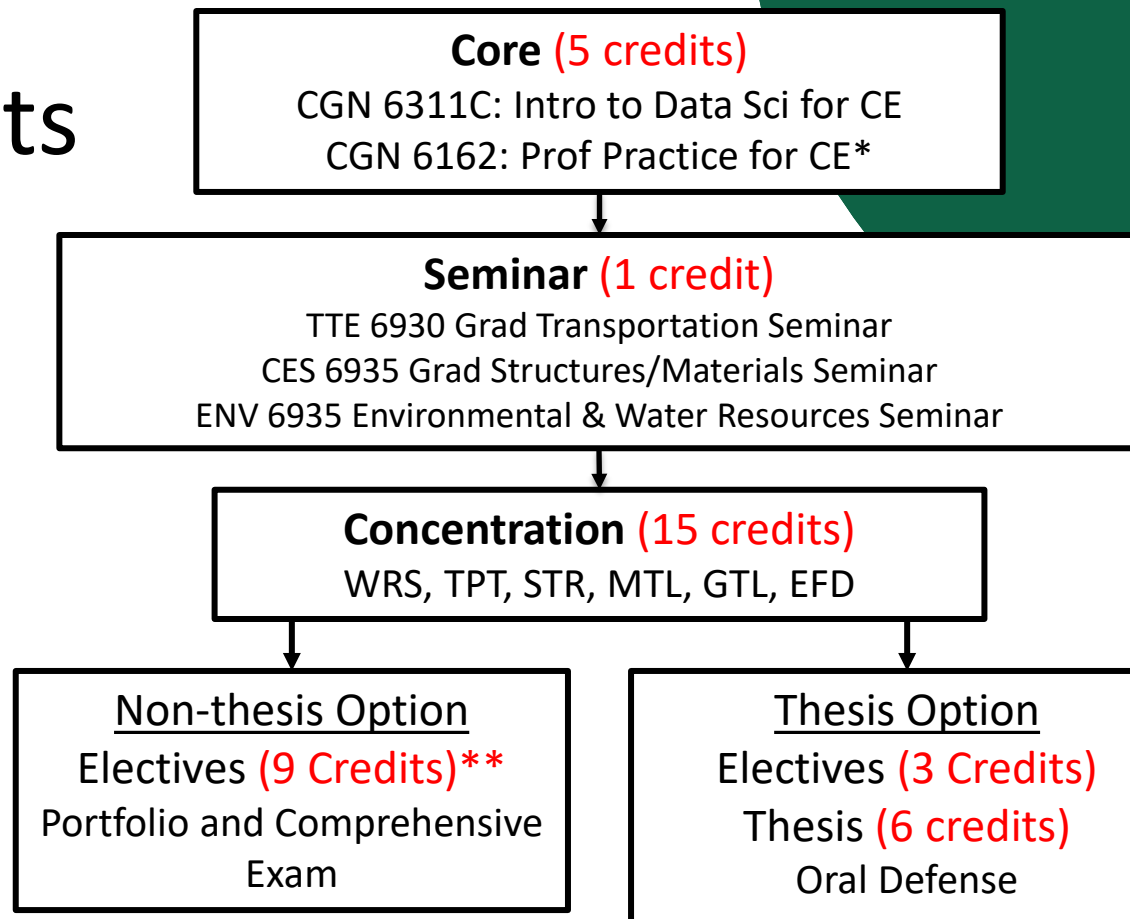 ts
Core (5 credits)
CGN 6311C: Intro to Data Sci for CE
CGN 6162: Prof Practice for CE*
Seminar (1 credit)
TTE 6930 Grad Transportation Seminar
CES 6935 Grad Structures/Materials Seminar
ENV 6935 Environmental & Water Resources Seminar
Concentration (15 credits)
WRS, TPT, STR, MTL, GTL, EFD
Non-thesis Option
Electives (9 Credits)**
Portfolio and Comprehensive
Exam
Thesis Option
Electives (3 Credits)
Thesis (6 credits)
Oral Defense